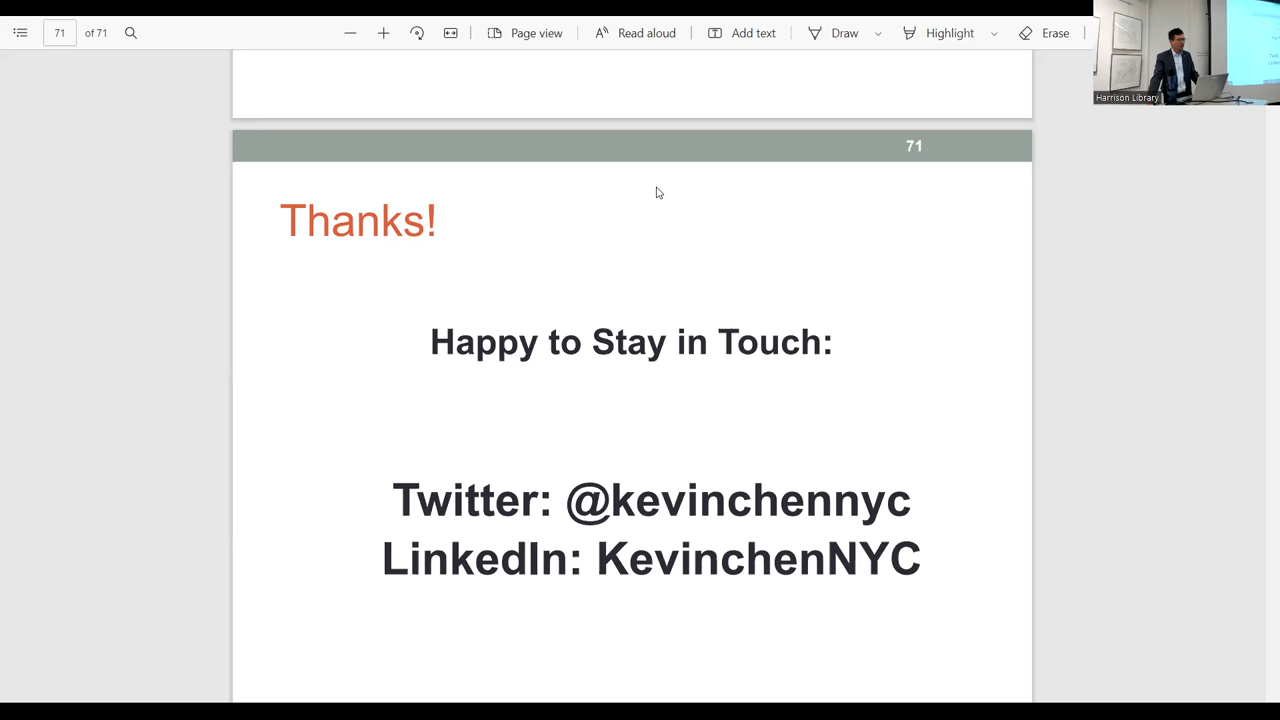 71
of 71
Page view
Read aloud
Add text
Draw
Highlight
Erase
Harrison Library
71
Thanks!
Happy to Stay in Touch:
Twitter: @kevinchennyc
LinkedIn: KevinchenNYC